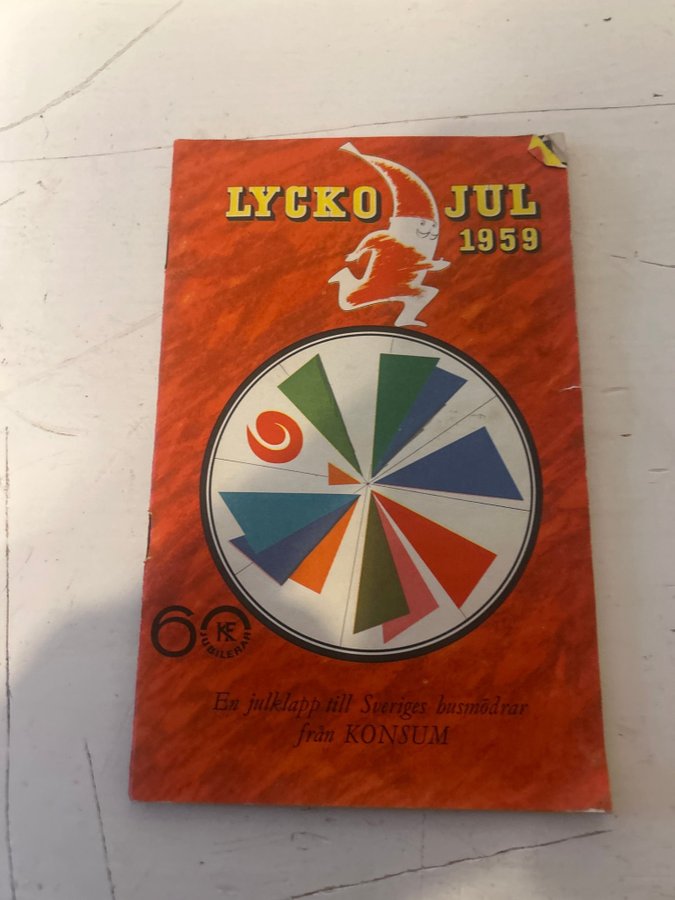 LYCKO JUL
1959
60
KF
JUBILERAR
En julklapp till Sveriges husmödrar
från KONSUM